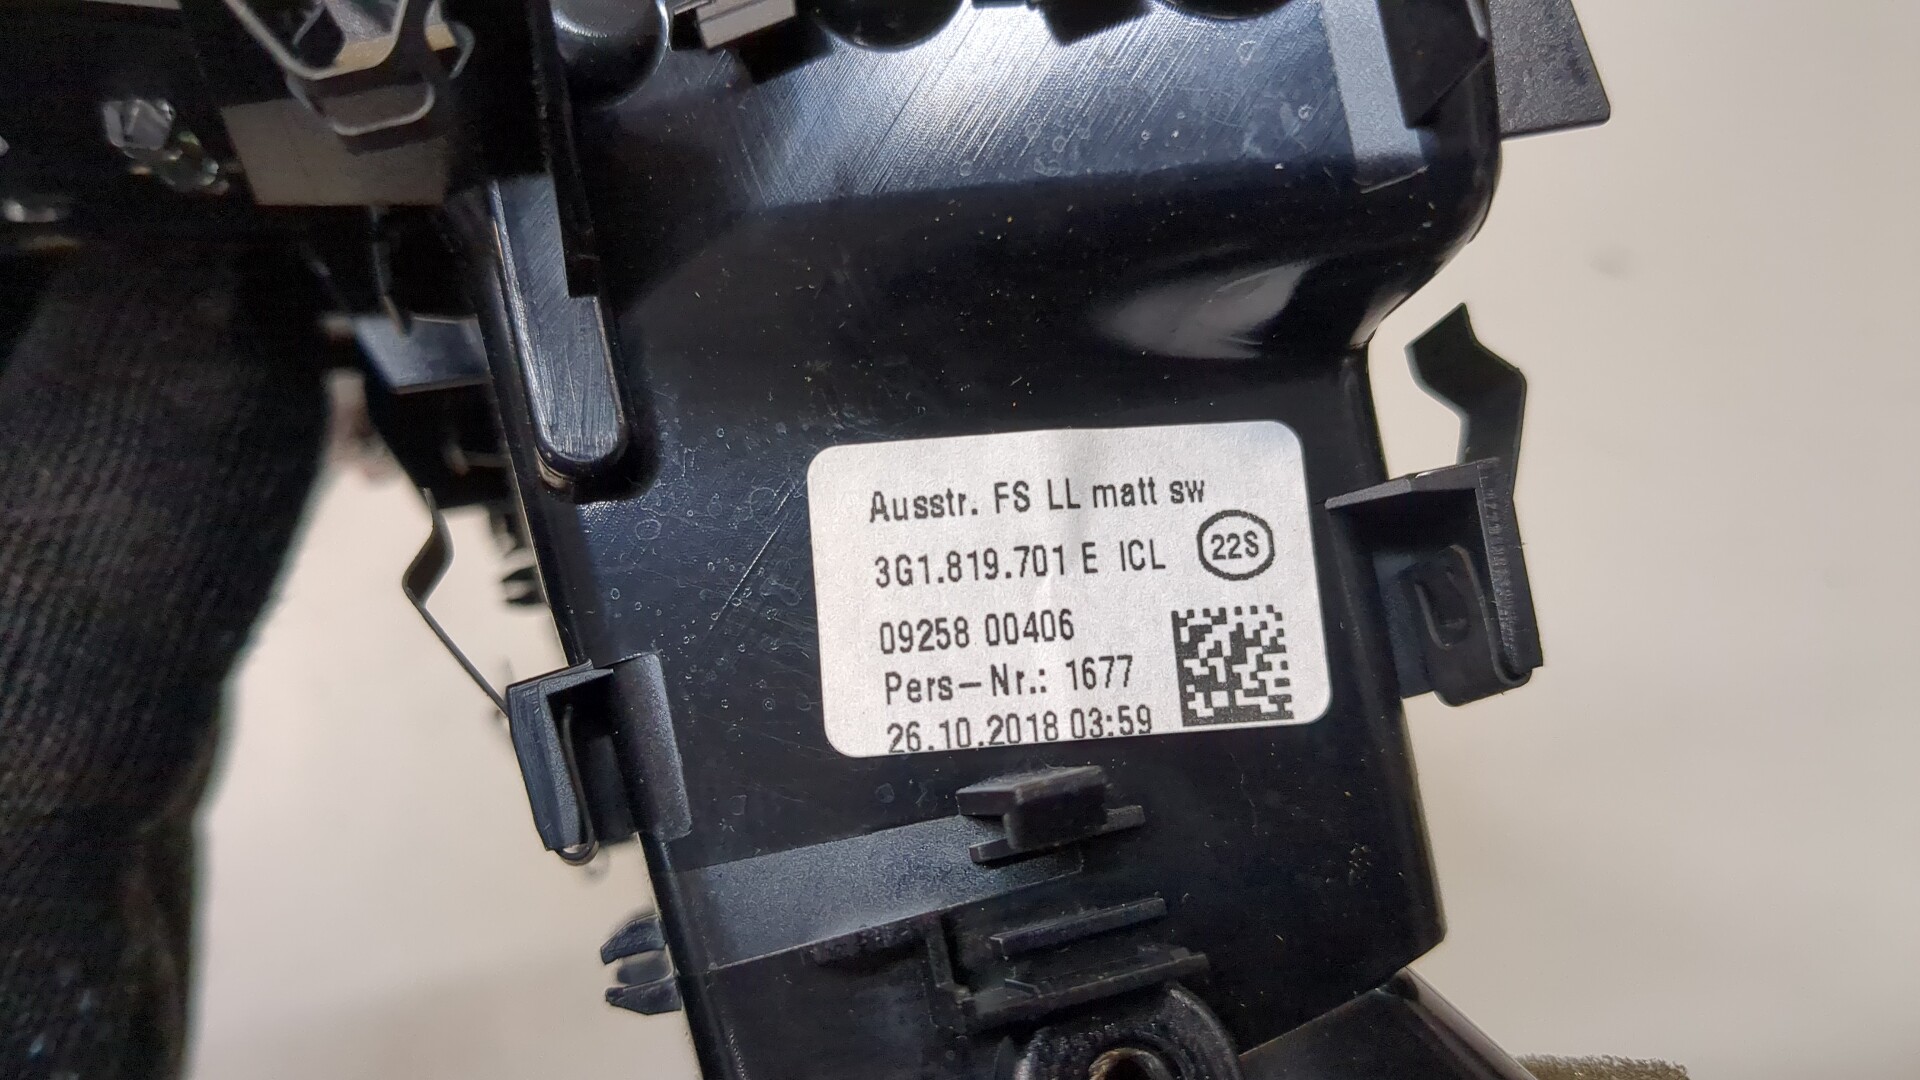 Ausstr. FS LL matt sw
3G1.819.701 E ICL 22S
09258 00406
Pers-Nr.: 1677
26.10.2018 03:59